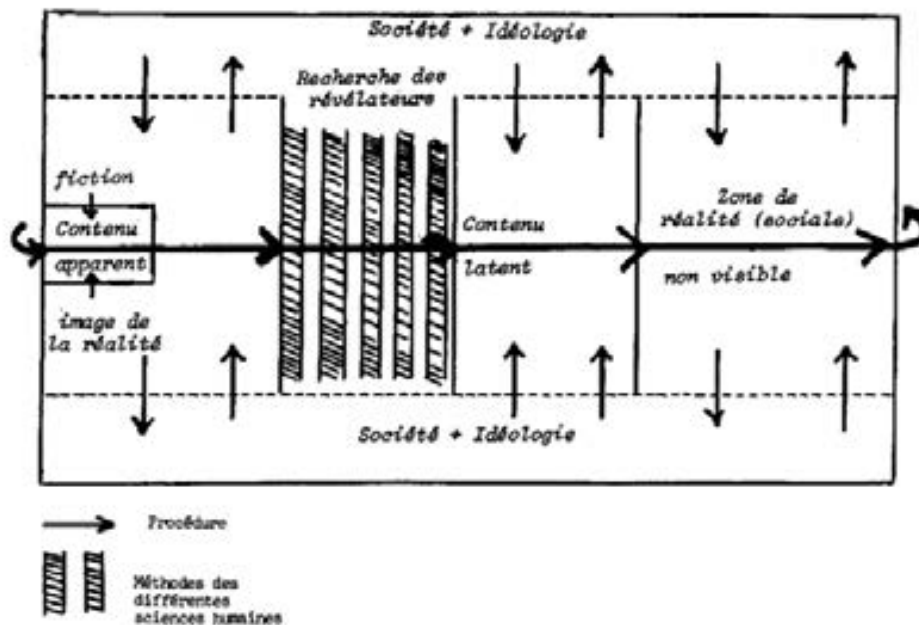 Société + Idéologie
Recherche des
révélateurs
fiction
Contenu
apparent
image de
la réalité
Contenu
latent
Zone de
réalité (sociale)
non visible
Société + Idéologie
Procédure
Méthodes des
différentes
sciences humaines